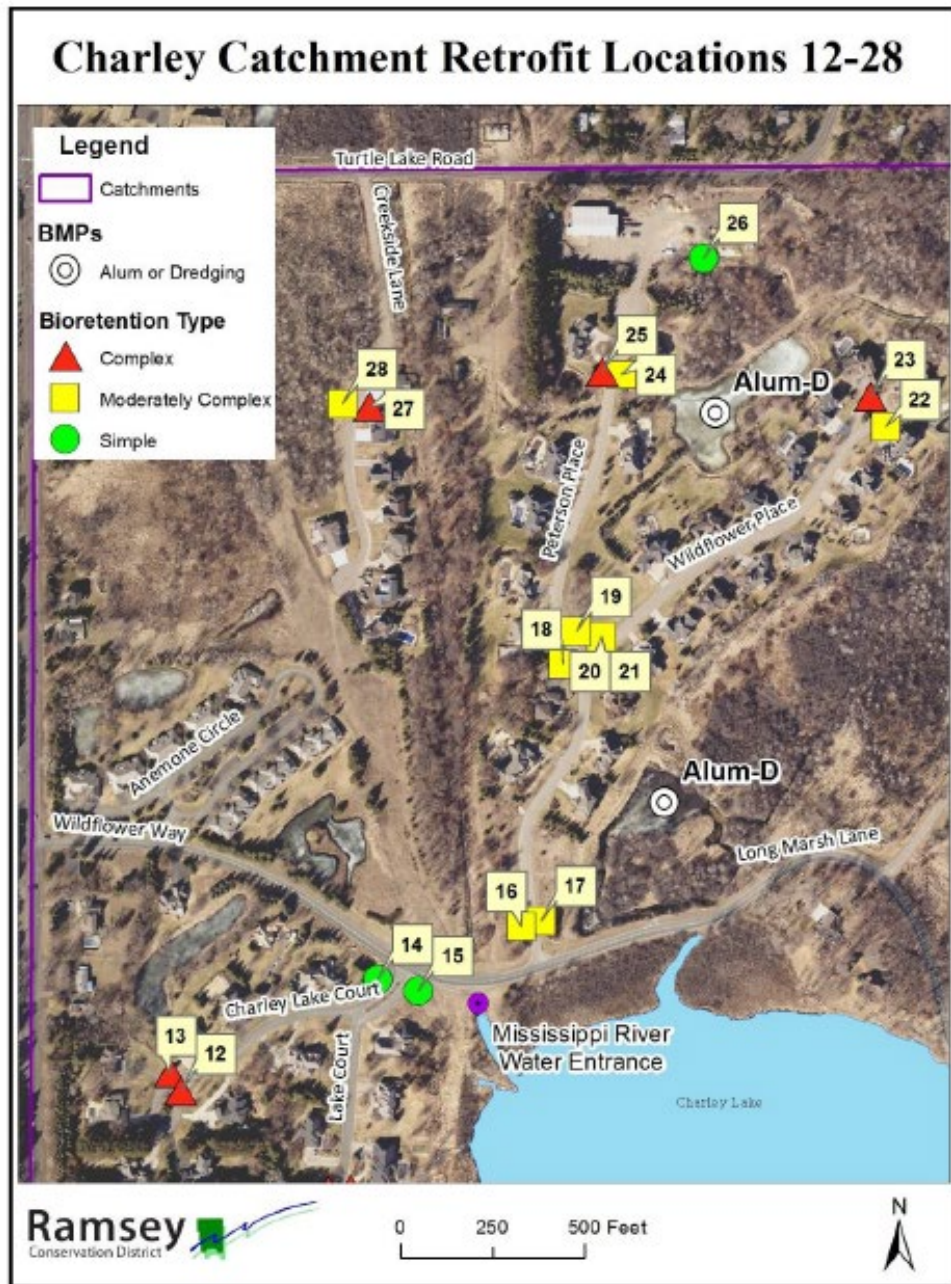 Charley Catchment Retrofit Locations 12-28
Legend
Catchments
BMPs
Alum or Dredging
Bioretention Type
Complex
Moderately Complex
Simple
Turtle Lake Road
Creekside Lane
26
25
24
23
22
Alum-D
28
27
Peterson Place
Wildflower Place
19
18
20
21
Anemone Circle
Wildflower Way
Alum-D
Long Marsh Lane
16
17
14
15
Charley Lake Court
13
12
Lake Court
Mississippi River
Water Entrance
Charley Lake
Ramsey
Conservation District
0 250 500 Feet
N